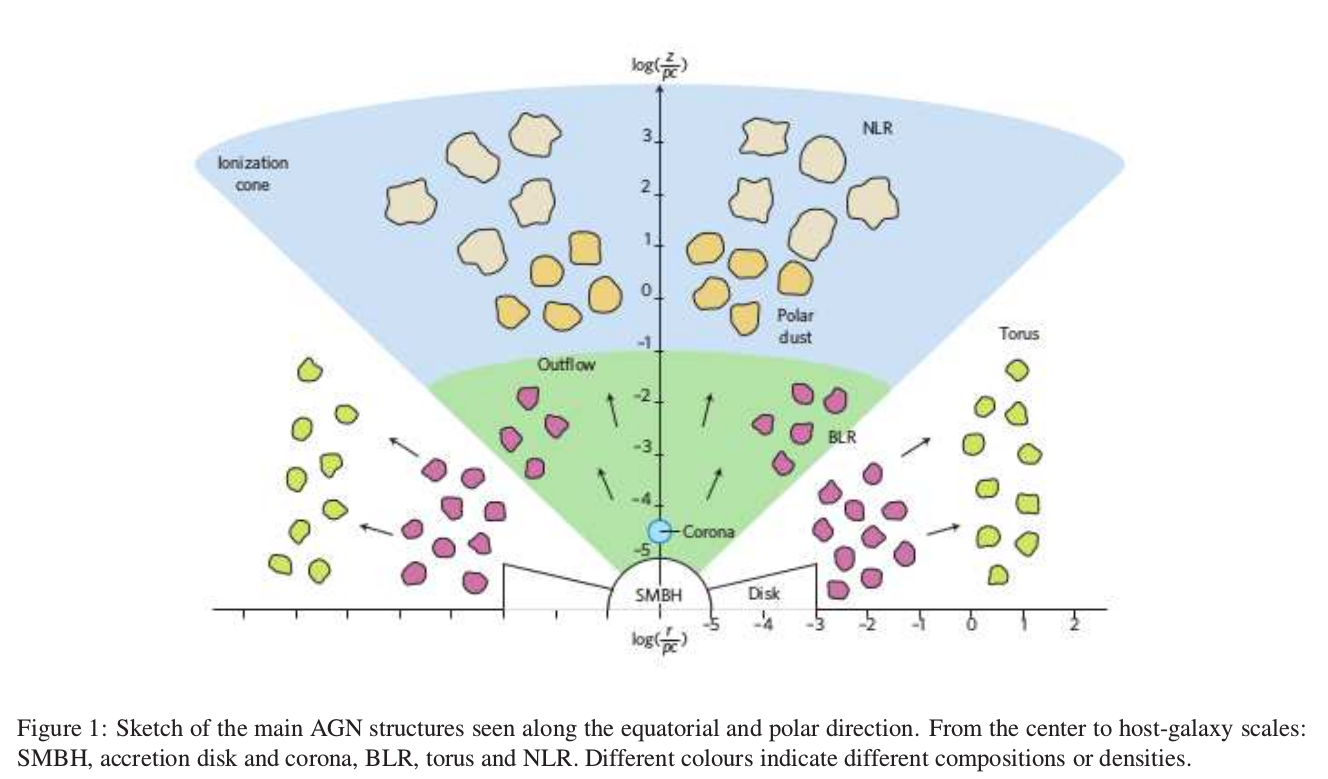 log(z/pc)
3
NLR
Ionization
cone
2
1
0
Polar
dust
-1
Torus
Outflow
-2
-3
BLR
-4
Corona
-5
SMBH
Disk
-5 -4 -3 -2 -1 0 1 2
log(r/pc)
Figure 1: Sketch of the main AGN structures seen along the equatorial and polar direction. From the center to host-galaxy scales:
SMBH, accretion disk and corona, BLR, torus and NLR. Different colours indicate different compositions or densities.